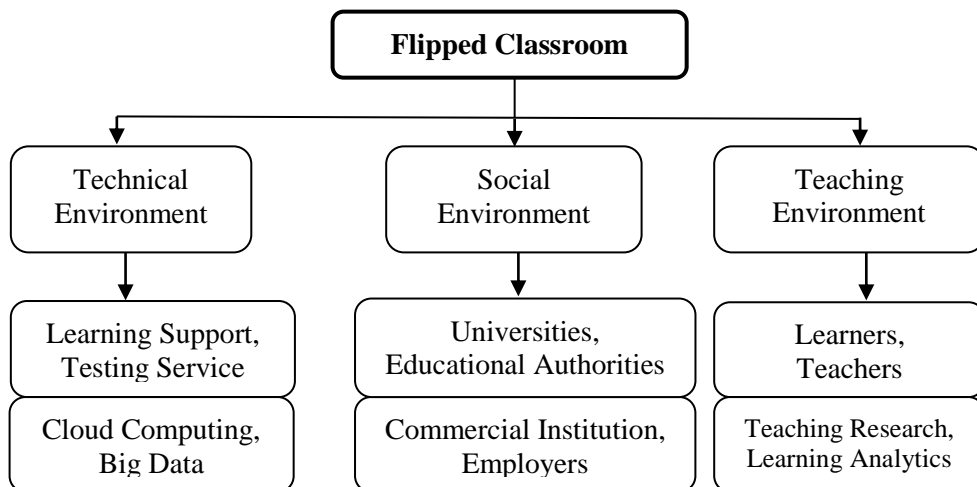 Flipped Classroom
Technical
Environment
Social
Environment
Teaching
Environment
Learning Support,
Testing Service
Universities,
Educational Authorities
Learners,
Teachers
Cloud Computing,
Big Data
Commercial Institution,
Employers
Teaching Research,
Learning Analytics